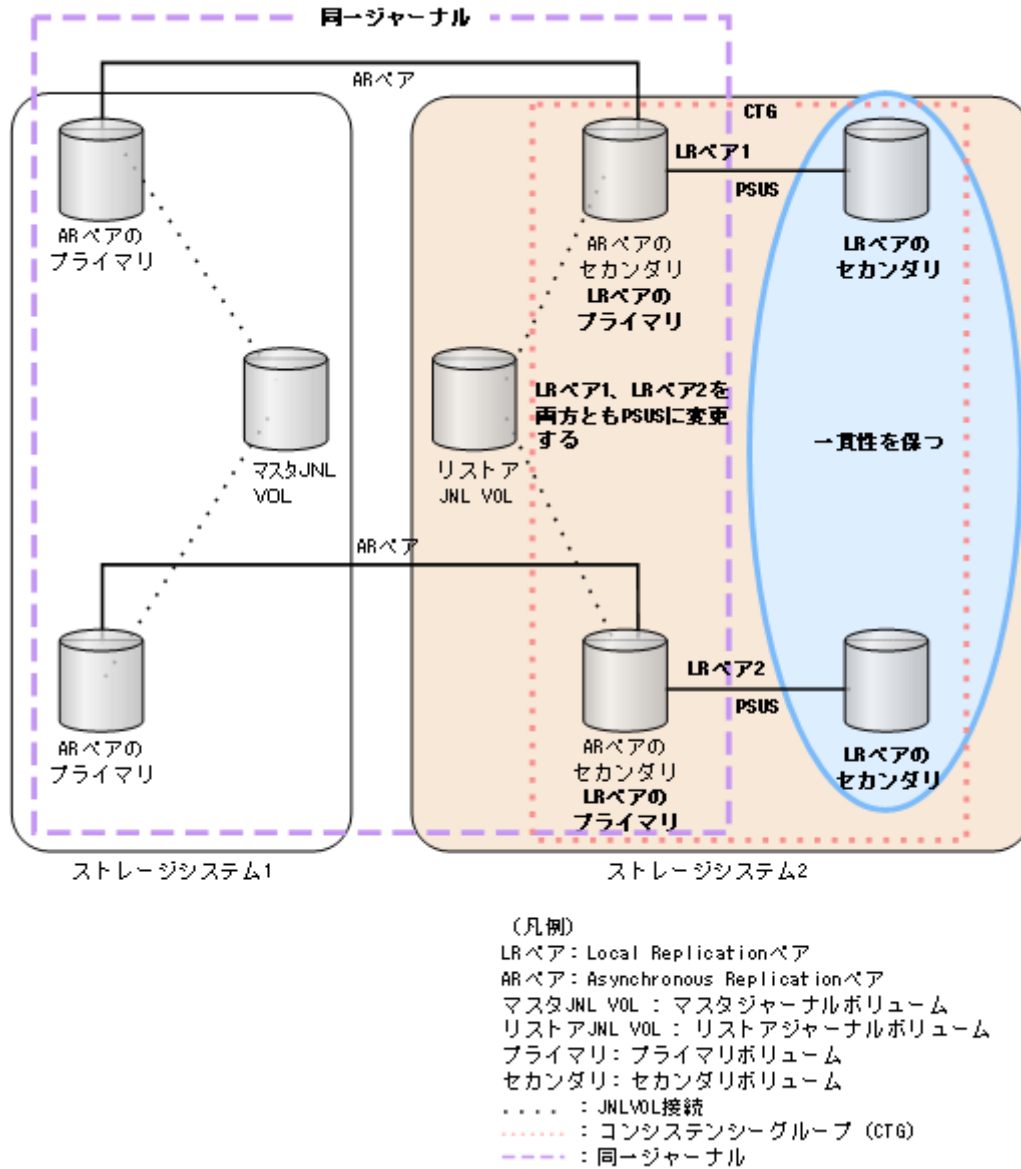 同一ジャーナル
ARペア
CTG
LRペア1
PSUS
ARペアの
プライマリ
ARペアの
セカンダリ
LRペアの
プライマリ
LRペアの
セカンダリ
マスタJNL
VOL
リストア
JNL VOL
LRペア1、LRペア2を
両方ともPSUSに変更
する
一貫性を保つ
ARペア
LRペア2
PSUS
ARペアの
プライマリ
ARペアの
セカンダリ
LRペアの
プライマリ
LRペアの
セカンダリ
ストレージシステム1
ストレージシステム2
(凡例)
LRペア：Local Replicationペア
ARペア：Asynchronous Replicationペア
マスタJNL VOL : マスタジャーナルボリューム
リストアJNL VOL : リストアジャーナルボリューム
プライマリ：プライマリボリューム
セカンダリ：セカンダリボリューム
：JNLVOL接続
：コンシステンシーグループ (CTG)
：同一ジャーナル